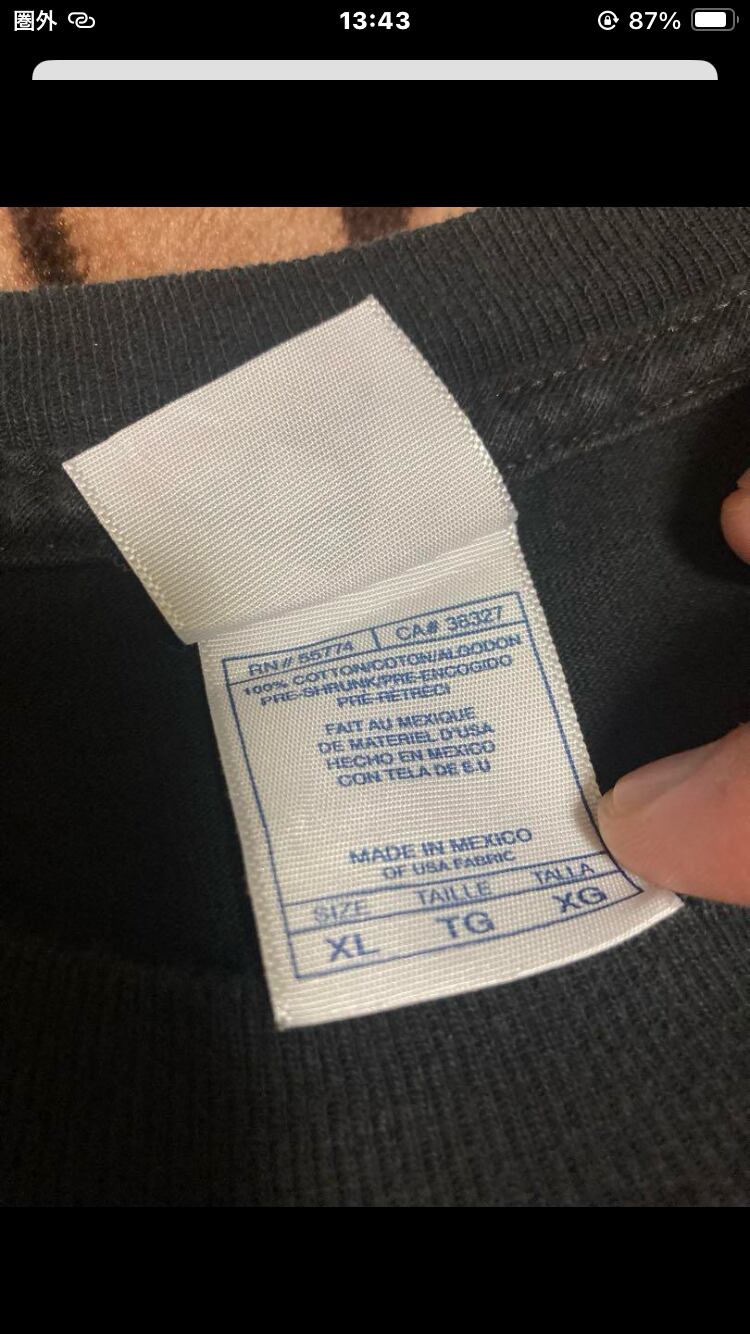 圏外 13:43 87%
RN# 55774 CA# 38327
100% COTTON/COTON/ALGODON
PRE-SHRUNK/PRE-ENCOGIDO
PRE-RETRECI
FAIT AU MEXIQUE
DE MATERIEL D'USA
HECHO EN MEXICO
CON TELA DE E.U
MADE IN MEXICO
OF USA FABRIC
SIZE TAILLE TALLA
XL TG XG